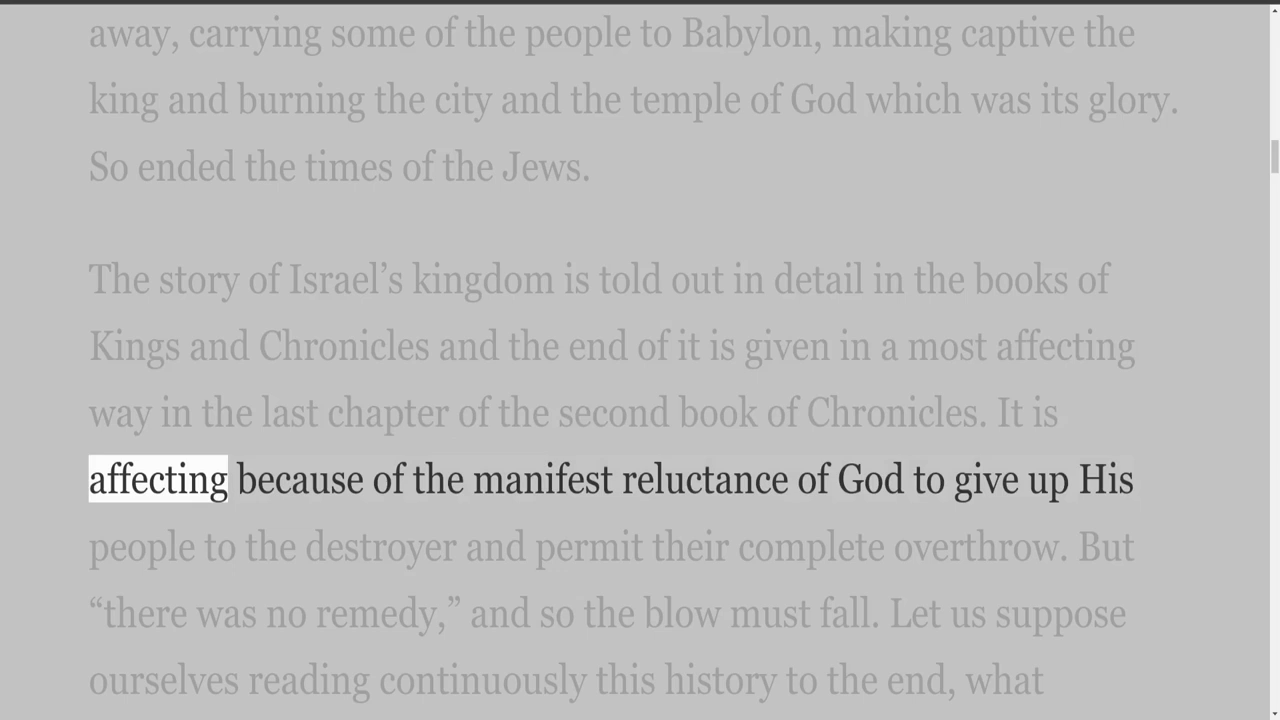 away, carrying some of the people to Babylon, making captive the
king and burning the city and the temple of God which was its glory.
So ended the times of the Jews.
The story of Israel’s kingdom is told out in detail in the books of
Kings and Chronicles and the end of it is given in a most affecting
way in the last chapter of the second book of Chronicles. It is
affecting because of the manifest reluctance of God to give up His
people to the destroyer and permit their complete overthrow. But
“there was no remedy,” and so the blow must fall. Let us suppose
ourselves reading continuously this history to the end, what